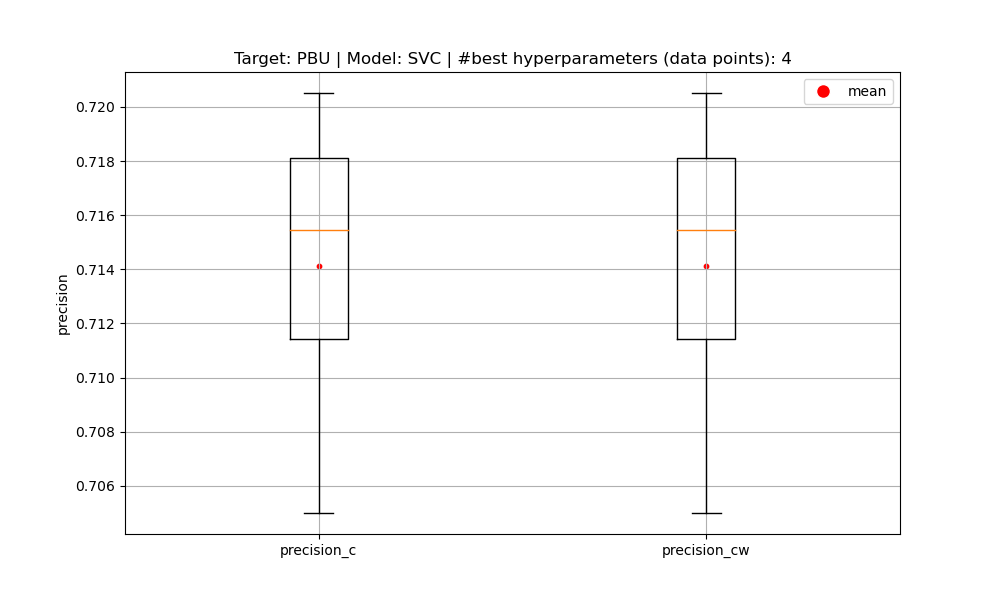 Target: PBU | Model: SVC | #best hyperparameters (data points): 4
mean
0.720
0.718
0.716
0.714
0.712
0.710
0.708
0.706
precision
precision_c
precision_cw